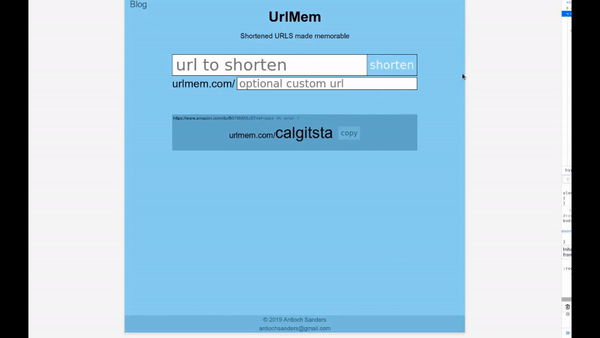 Blog
UrlMem
Shortened URLS made memorable
url to shorten shorten
urlmem.com/ optional custom url
urlmem.com/calgitsta copy
© 2019 Antioch Sanders
antiochsanders@gmail.com